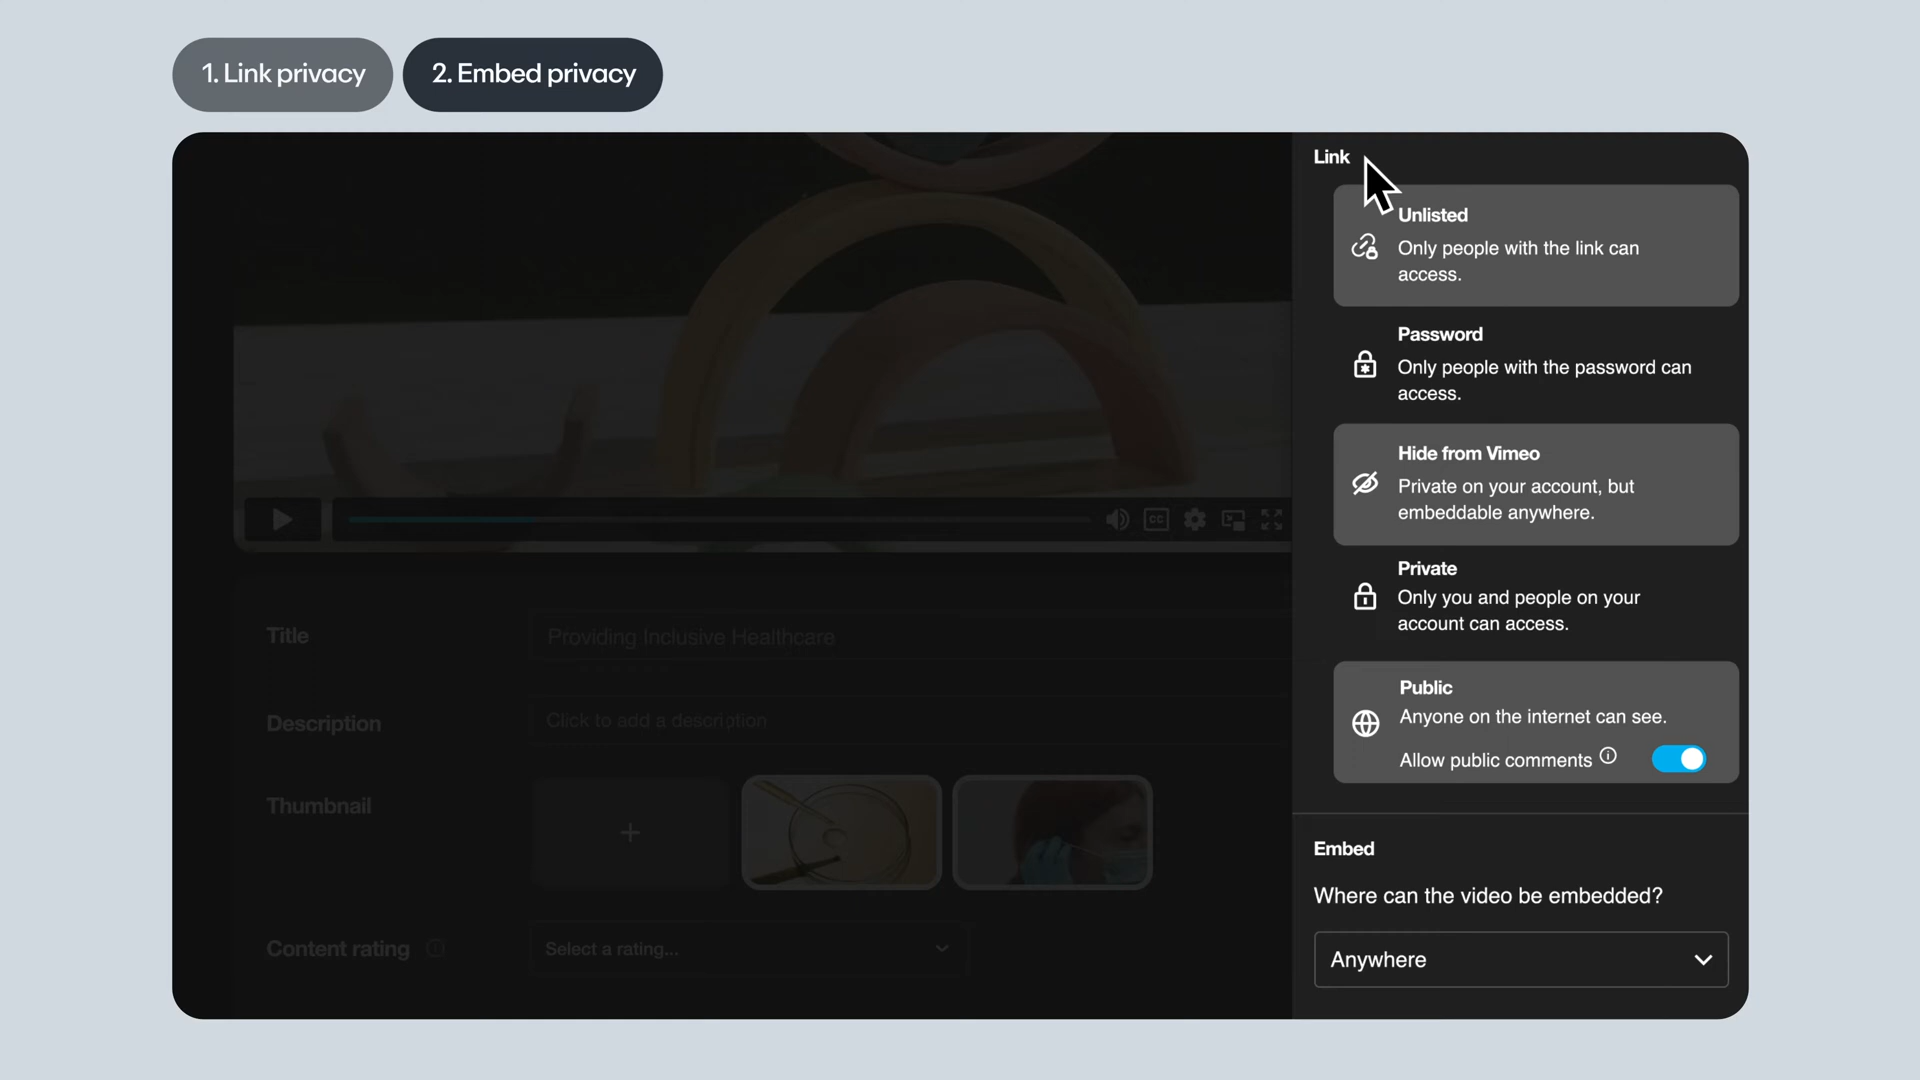 1. Link privacy
2. Embed privacy
Link
Unlisted
Only people with the link can
access.
Password
Only people with the password can
access.
Hide from Vimeo
Private on your account, but
embeddable anywhere.
Private
Only you and people on your
account can access.
Public
Anyone on the internet can see.
Allow public comments
Embed
Where can the video be embedded?
Anywhere
CC
Title
Providing Inclusive Healthcare
Description
Click to add a description
Thumbnail
Content rating
Select a rating...